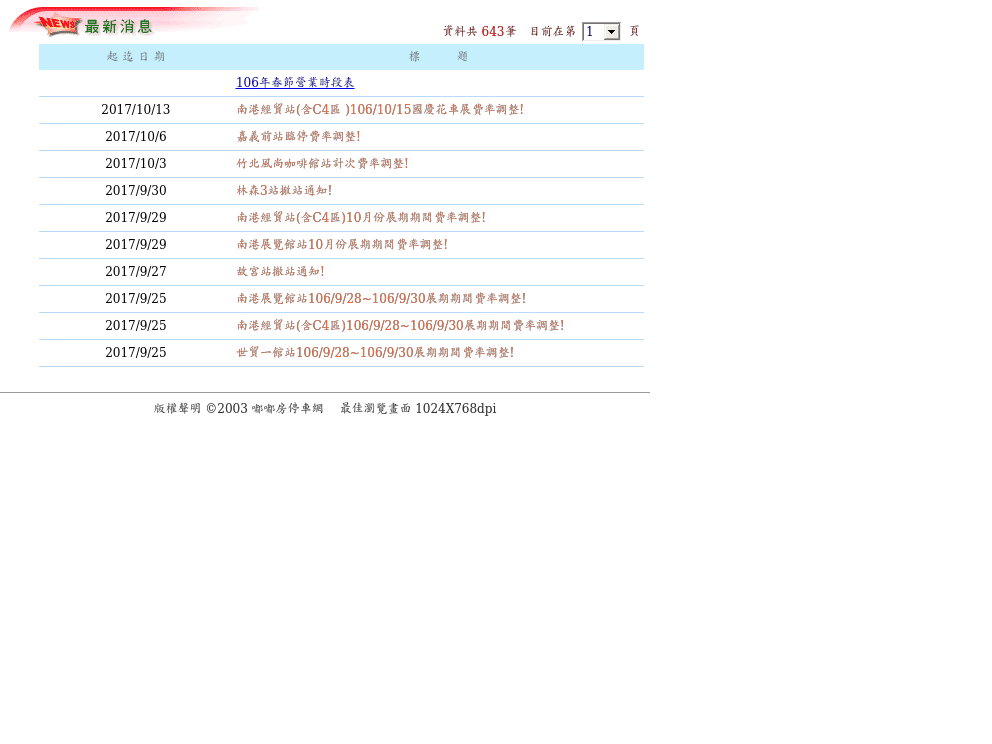 NEWS 最新消息
資料共 643筆 目前在第 1 頁
起迄日期 標 題
106年春節營業時段表
2017/10/13 南港經貿站(含C4區 )106/10/15國慶花車展費率調整!
2017/10/6 嘉義前站臨停費率調整!
2017/10/3 竹北風尚咖啡館站計次費率調整!
2017/9/30 林森3站撤站通知!
2017/9/29 南港經貿站(含C4區)10月份展期期間費率調整!
2017/9/29 南港展覽館站10月份展期期間費率調整!
2017/9/27 故宮站撤站通知!
2017/9/25 南港展覽館站106/9/28~106/9/30展期期間費率調整!
2017/9/25 南港經貿站(含C4區)106/9/28~106/9/30展期期間費率調整!
2017/9/25 世貿一館站106/9/28~106/9/30展期期間費率調整!
版權聲明 ©2003 嘟嘟房停車網 最佳瀏覽畫面 1024X768dpi